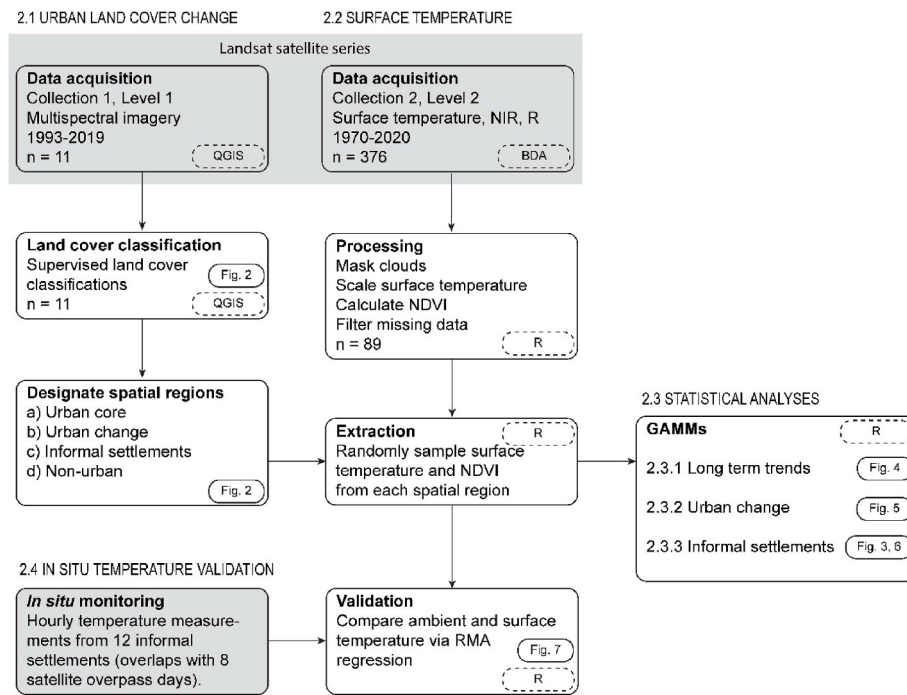 2.1 URBAN LAND COVER CHANGE
2.2 SURFACE TEMPERATURE
Landsat satellite series
Data acquisition
Collection 1, Level 1
Multispectral imagery
1993-2019
n = 11
QGIS
Data acquisition
Collection 2, Level 2
Surface temperature, NIR, R
1970-2020
n = 376
BDA
Land cover classification
Supervised land cover
classifications
Fig. 2
n = 11
QGIS
Processing
Mask clouds
Scale surface temperature
Calculate NDVI
Filter missing data
n = 89
R
Designate spatial regions
a) Urban core
b) Urban change
c) Informal settlements
d) Non-urban
Fig. 2
Extraction
R
Randomly sample surface
temperature and NDVI
from each spatial region
2.3 STATISTICAL ANALYSES
GAMMs
R
2.3.1 Long term trends
Fig. 4
2.3.2 Urban change
Fig. 5
2.3.3 Informal settlements
Fig. 3, 6
2.4 IN SITU TEMPERATURE VALIDATION
In situ monitoring
Hourly temperature measure-
ments from 12 informal
settlements (overlaps with 8
satellite overpass days).
Validation
Compare ambient and surface
temperature via RMA
regression
Fig. 7
R